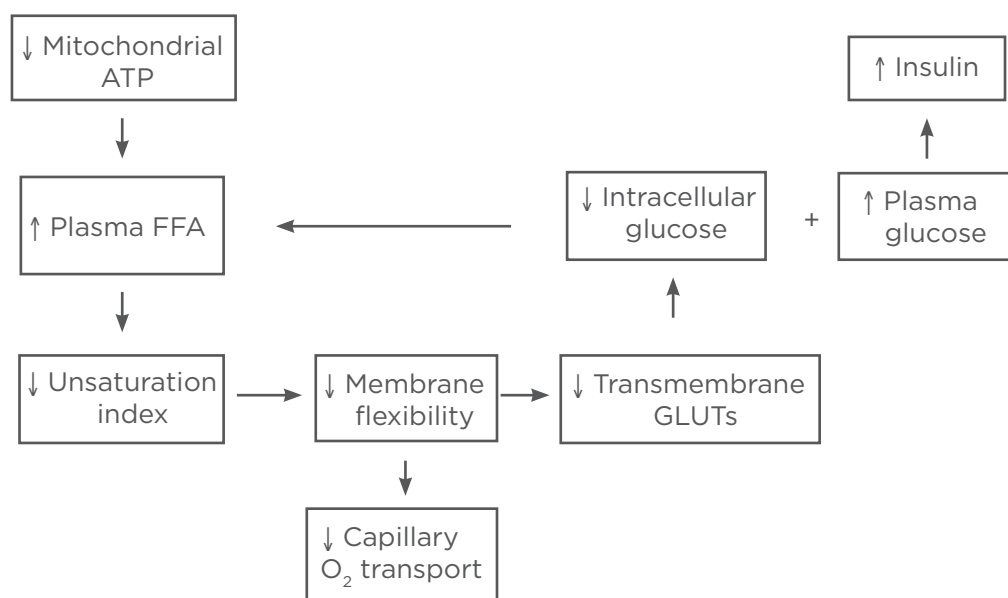 ↓ Mitochondrial
ATP
↑ Insulin
↑ Plasma FFA
↓ Intracellular
glucose
+
↑ Plasma
glucose
↓ Unsaturation
index
↓ Membrane
flexibility
↓ Transmembrane
GLUTs
↓ Capillary
O₂ transport